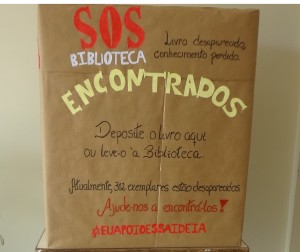 SOS
BIBLIOTECA
Livro desaparecido,
conhecimento perdido.
ENCONTRADOS
Deposite o livro aqui
ou leve-o à Biblioteca
Atualmente, 312 exemplares estão desaparecidos
Ajude-nos a encontrá-los!
#EUAPOIOESSAIDEIA